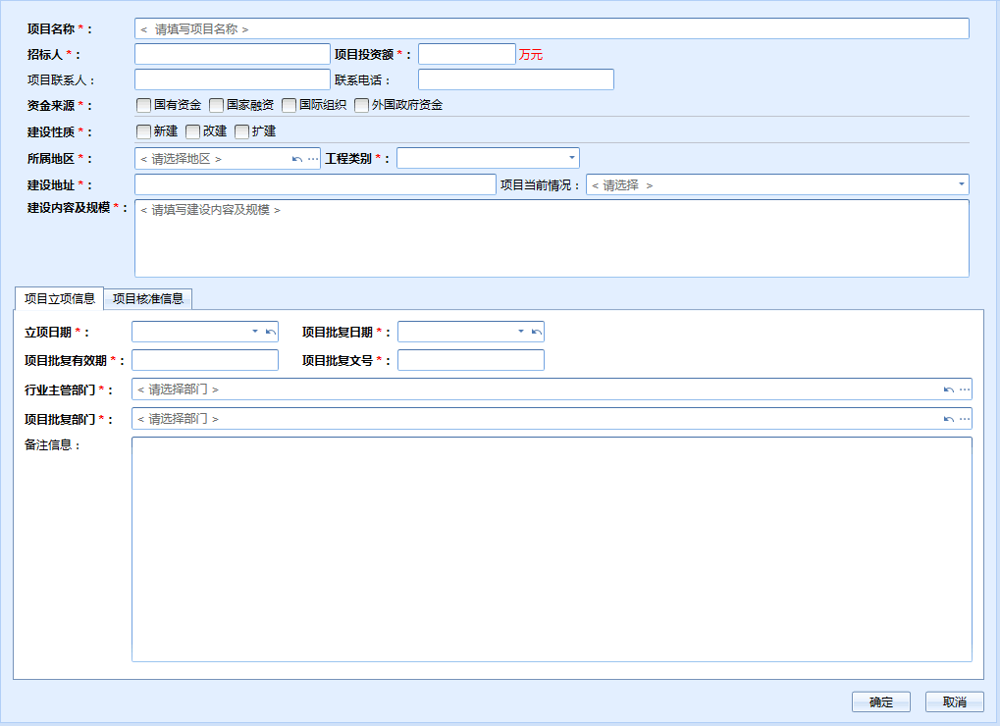 项目名称 *： < 请填写项目名称 >
招标人 *： 项目投资额 *： 万元
项目联系人： 联系电话：
资金来源 *： 国有资金 国家融资 国际组织 外国政府资金
建设性质 *： 新建 改建 扩建
所属地区 *： < 请选择地区 > ... 工程类别 *：
建设地址 *： 项目当前情况： < 请选择 >
建设内容及规模 *： < 请填写建设内容及规模 >
项目立项信息 项目核准信息
立项日期 *： 项目批复日期 *：
项目批复有效期 *： 项目批复文号 *：
行业主管部门 *： < 请选择部门 > ...
项目批复部门 *： < 请选择部门 > ...
备注信息：
确定 取消